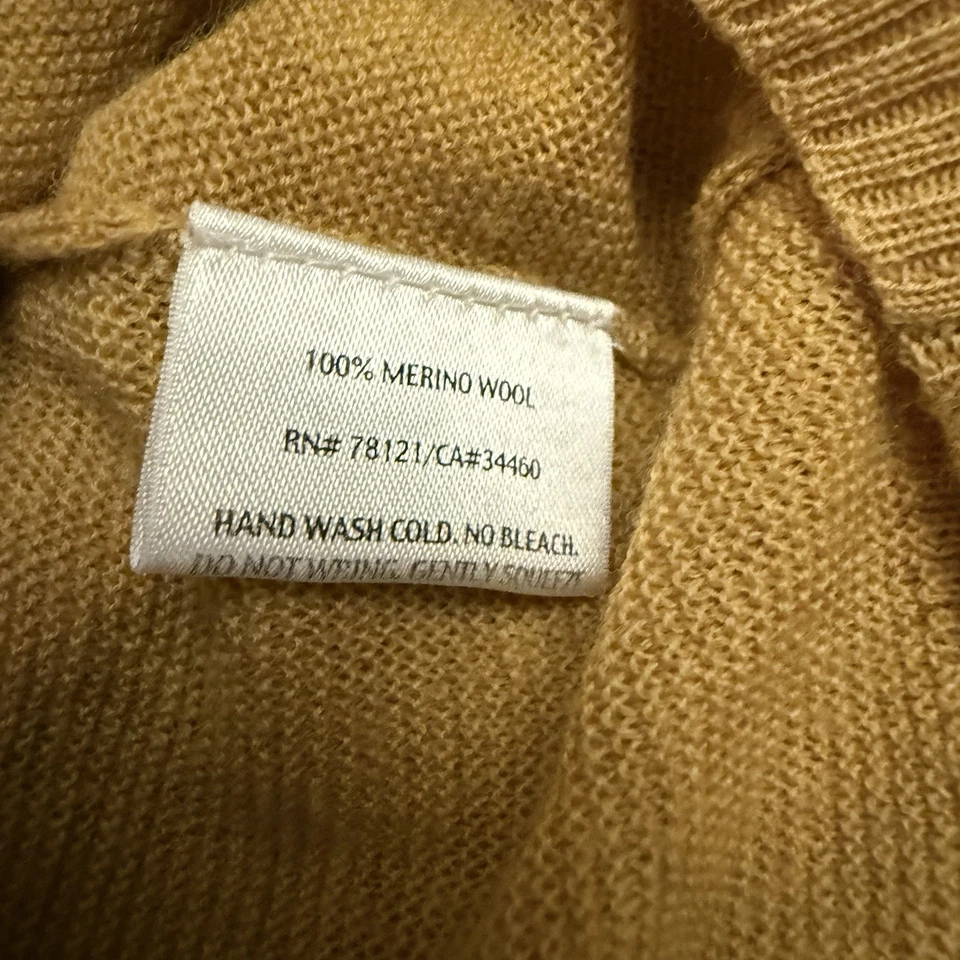 100% MERINO WOOL
RN# 78121/CA#34460
HAND WASH COLD. NO BLEACH.
DO NOT WRING. GENTLY SQUEEZE